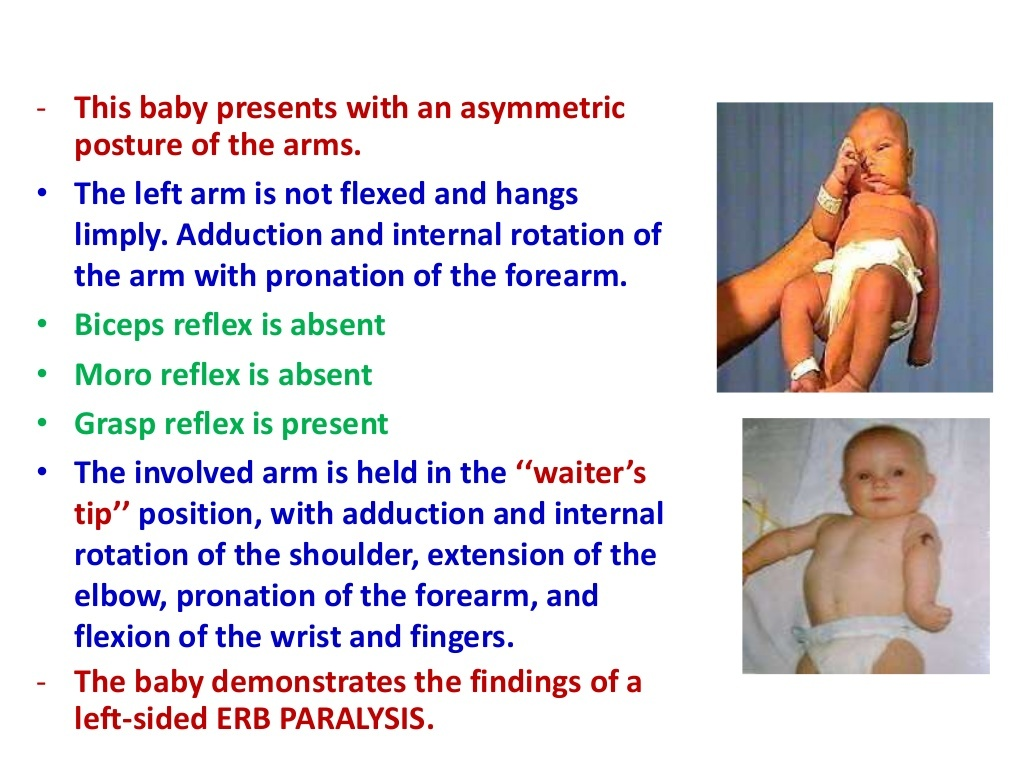 - This baby presents with an asymmetric
posture of the arms.
• The left arm is not flexed and hangs
limply. Adduction and internal rotation of
the arm with pronation of the forearm.
• Biceps reflex is absent
• Moro reflex is absent
• Grasp reflex is present
• The involved arm is held in the ‘‘waiter’s
tip’’ position, with adduction and internal
rotation of the shoulder, extension of the
elbow, pronation of the forearm, and
flexion of the wrist and fingers.
- The baby demonstrates the findings of a
left-sided ERB PARALYSIS.